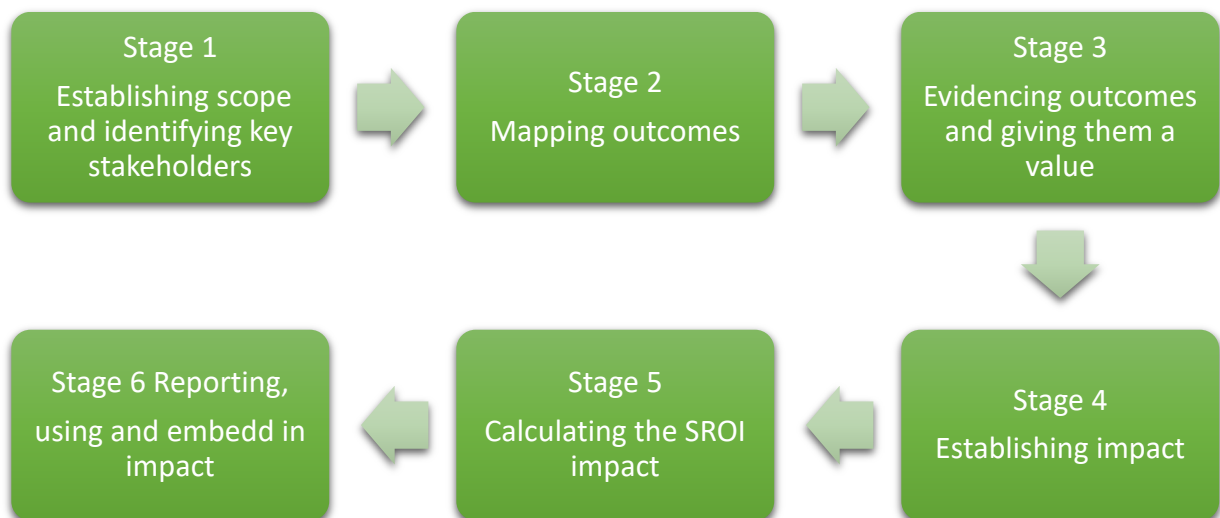 Stage 1
Establishing scope
and identifying key
stakeholders
Stage 2
Mapping outcomes
Stage 3
Evidencing outcomes
and giving them a
value
Stage 4
Establishing impact
Stage 5
Calculating the SROI
impact
Stage 6 Reporting,
using and embedd in
impact